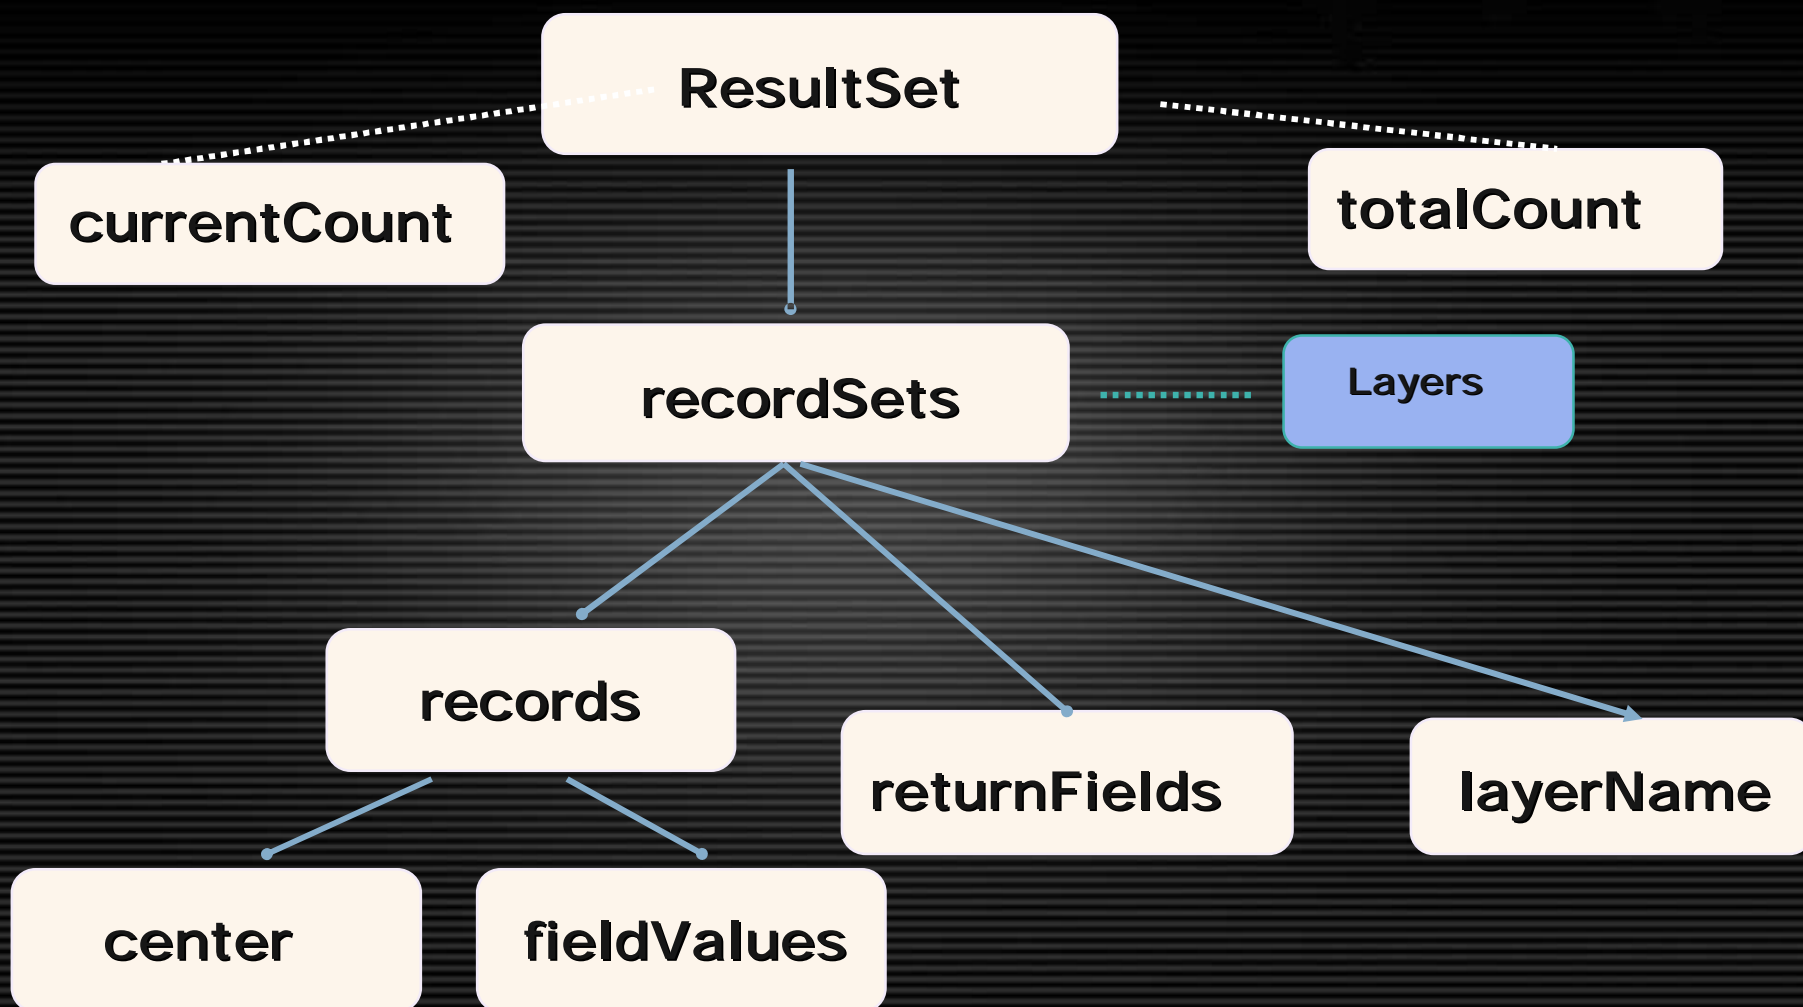 ResultSet
currentCount
totalCount
recordSets
Layers
records
returnFields
layerName
center
fieldValues